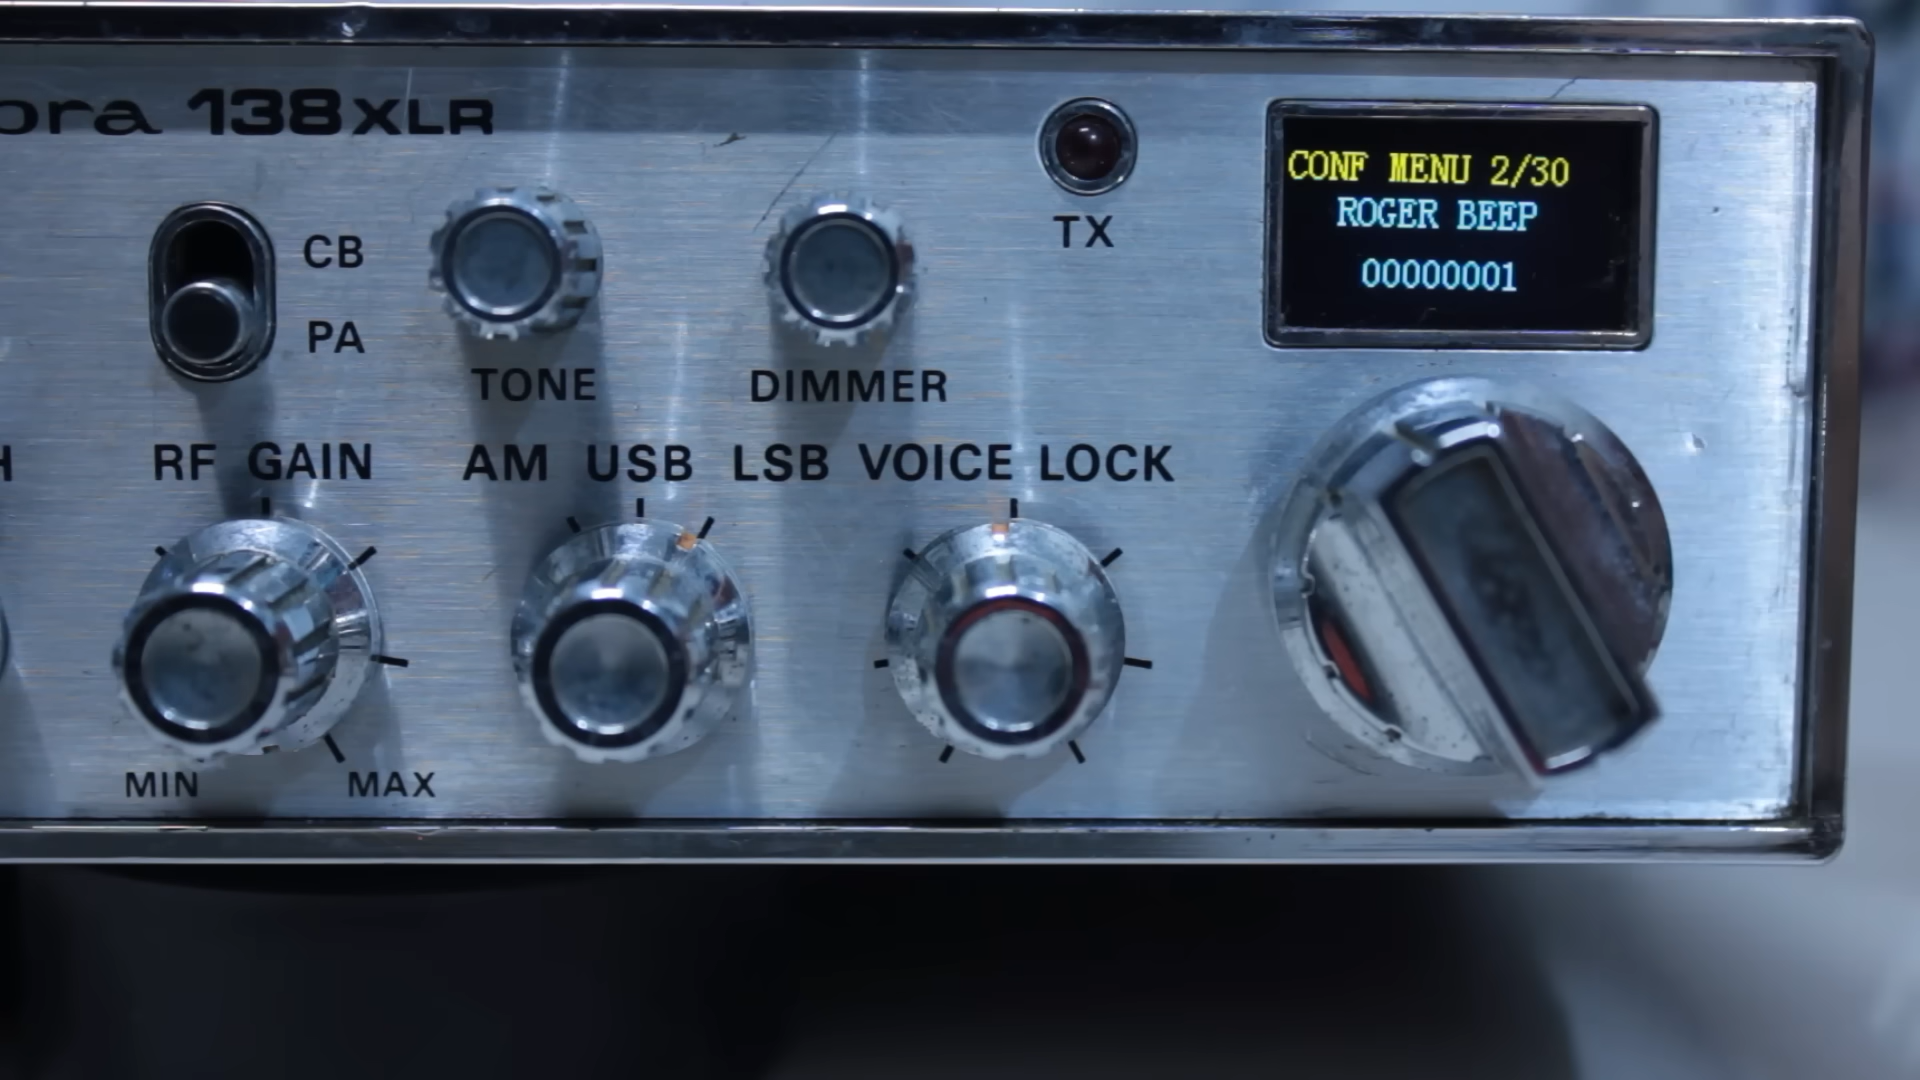 ora 138XLR
CONF MENU 2/30
ROGER BEEP
00000001
CB
PA
TX
TONE
DIMMER
H
RF GAIN
AM USB LSB VOICE LOCK
MIN
MAX